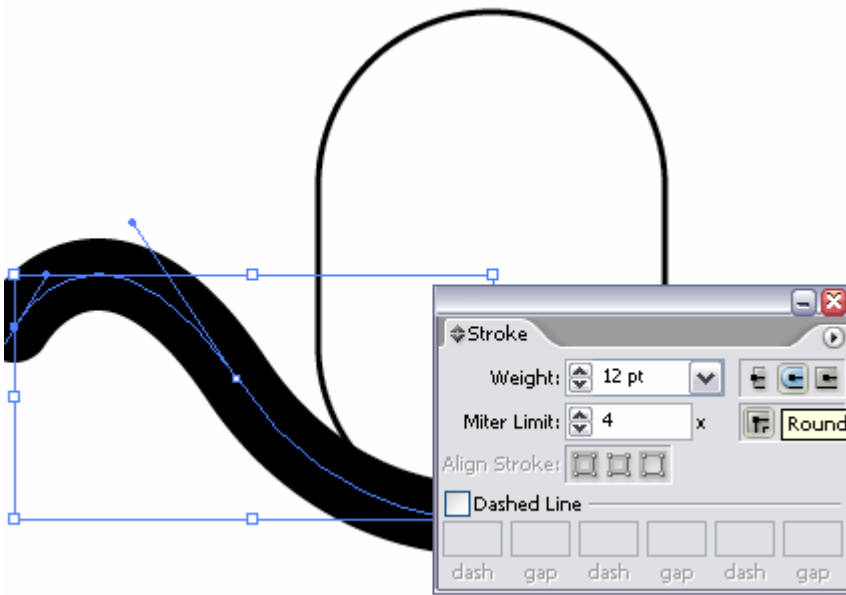 Stroke
Weight: 12 pt
Miter Limit: 4 x Round
Align Stroke:
Dashed Line
dash gap dash gap dash gap